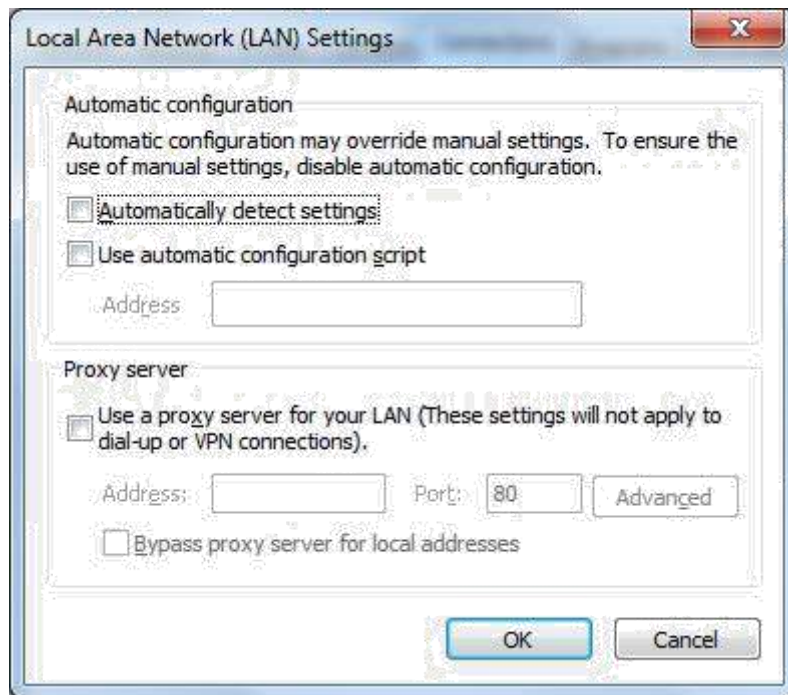 Local Area Network (LAN) Settings
Automatic configuration
Automatic configuration may override manual settings. To ensure the
use of manual settings, disable automatic configuration.
Automatically detect settings
Use automatic configuration script
Address
Proxy server
Use a proxy server for your LAN (These settings will not apply to
dial-up or VPN connections).
Address: Port: 80 Advanced
Bypass proxy server for local addresses
OK Cancel